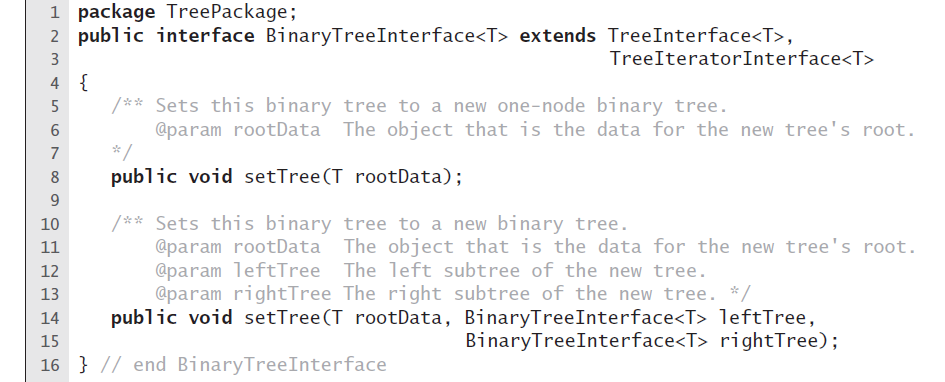 1 package TreePackage;
2 public interface BinaryTreeInterface<T> extends TreeInterface<T>,
3 TreeIteratorInterface<T>
4 {
5 /** Sets this binary tree to a new one-node binary tree.
6 @param rootData The object that is the data for the new tree's root.
7 */
8 public void setTree(T rootData);
9
10 /** Sets this binary tree to a new binary tree.
11 @param rootData The object that is the data for the new tree's root.
12 @param leftTree The left subtree of the new tree.
13 @param rightTree The right subtree of the new tree. */
14 public void setTree(T rootData, BinaryTreeInterface<T> leftTree,
15 BinaryTreeInterface<T> rightTree);
16 } // end BinaryTreeInterface